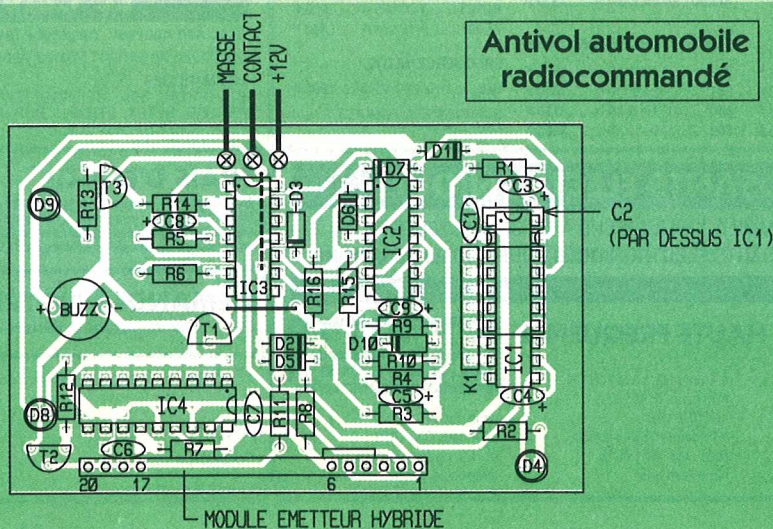 Antivol automobile
radiocommandé
MASSE
CONTACT
+12V
D1
R1
D7
C3
+
D9
R13
T3
R14
+
C8
R5
R6
IC3
D3
D6
IC2
C1
C2
(PAR DESSUS IC1)
R16
R15
+
BUZZ
T1
C9
+
R9
D10
R10
R4
C5
+
R3
D2
D5
K1
IC1
C4
+
R2
D4
D8
R12
IC4
C7
R11
R8
T2
C6
R7
20
17
6
1
MODULE EMETTEUR HYBRIDE